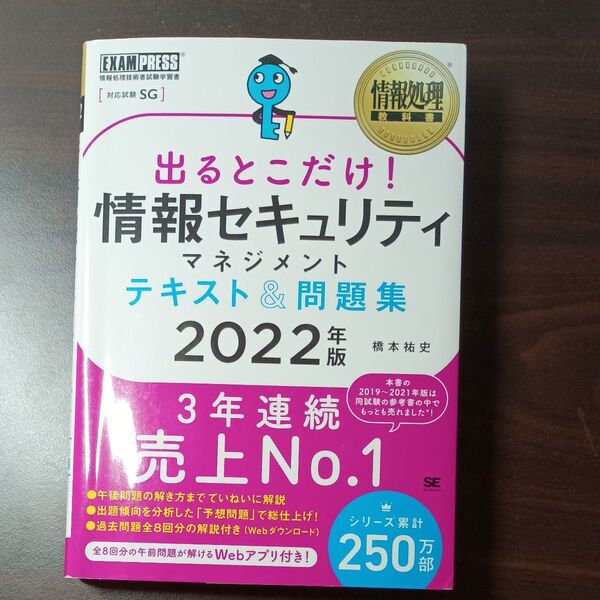 EXAMPRESS®
情報処理技術者試験学習書
[対応試験 SG]
情報処理®
教科書
出るとこだけ!
情報セキュリティ
マネジメント
テキスト&問題集
2022年版
橋本祐史
本書の
2019~2021年版は
同試験の参考書の中で
もっとも売れました*!
3年連続
売上No.1
SE
SHOEISHA
●午後問題の解き方まで ていねいに解説
●出題傾向を分析した「予想問題」で総仕上げ!
●過去問題全8回分の解説付き(Webダウンロード)
全8回分の午前問題が解けるWebアプリ付き!
シリーズ累計
250万部